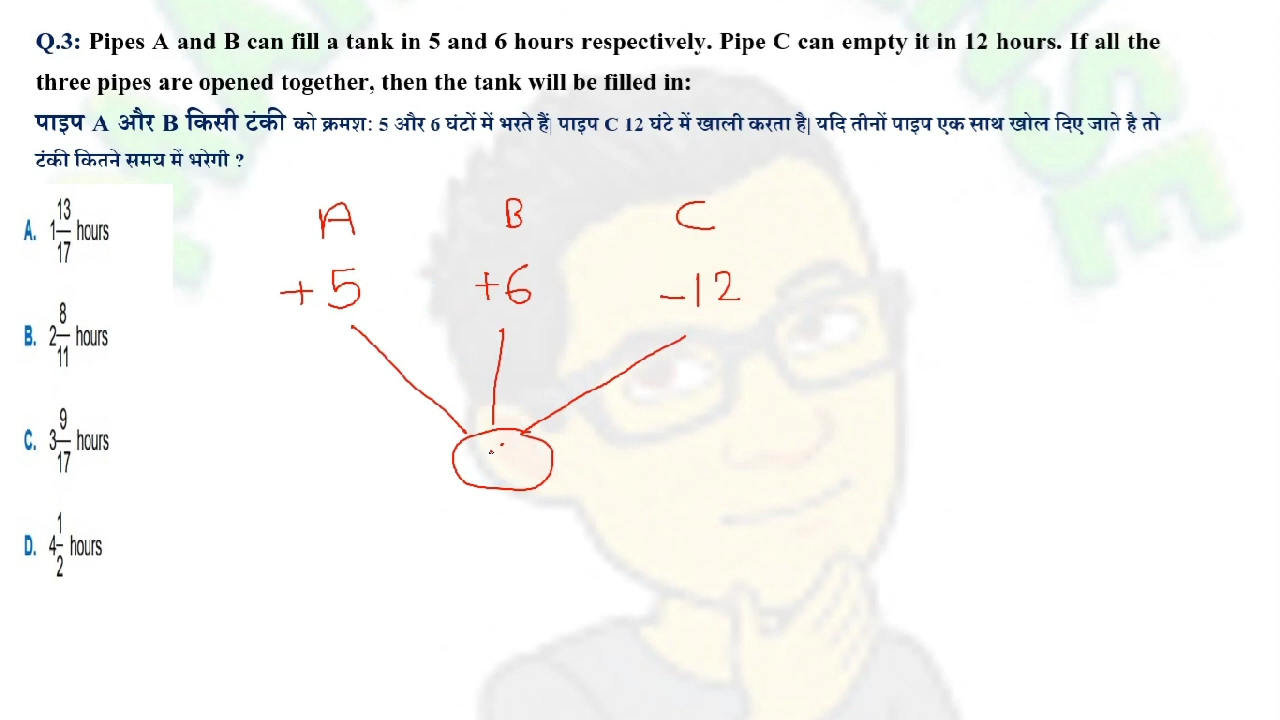 Q.3: Pipes A and B can fill a tank in 5 and 6 hours respectively. Pipe C can empty it in 12 hours. If all the
three pipes are opened together, then the tank will be filled in:
पाइप A और B किसी टंकी को क्रमश: 5 और 6 घंटों में भरते हैं| पाइप C 12 घंटे में खाली करता है| यदि तीनों पाइप एक साथ खोल दिए जाते है तो
टंकी कितने समय में भरेगी ?
A. 1 13/17 hours
B. 2 8/11 hours
C. 3 9/17 hours
D. 4 1/2 hours
A B C
+5 +6 -12